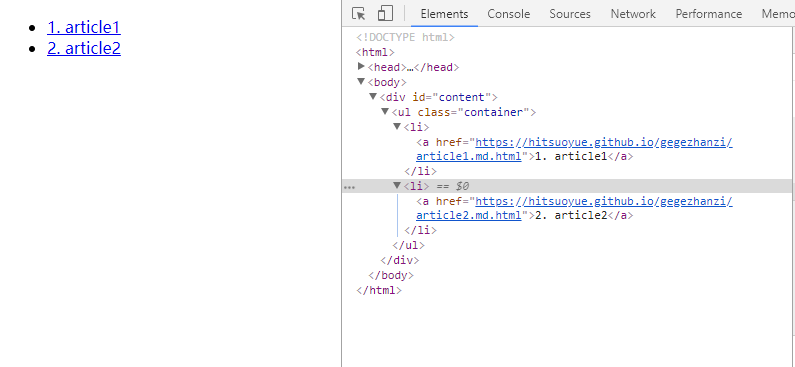 1. article1
2. article2
Elements Console Sources Network Performance Memo
<!DOCTYPE html>
<html>
<head>…</head>
<body>
<div id="content">
<ul class="container">
<li>
<a href="https://hitsuoyue.github.io/gegezhanzi/
article1.md.html">1. article1</a>
</li>
<li> == $0
<a href="https://hitsuoyue.github.io/gegezhanzi/
article2.md.html">2. article2</a>
</li>
</ul>
</div>
</body>
</html>